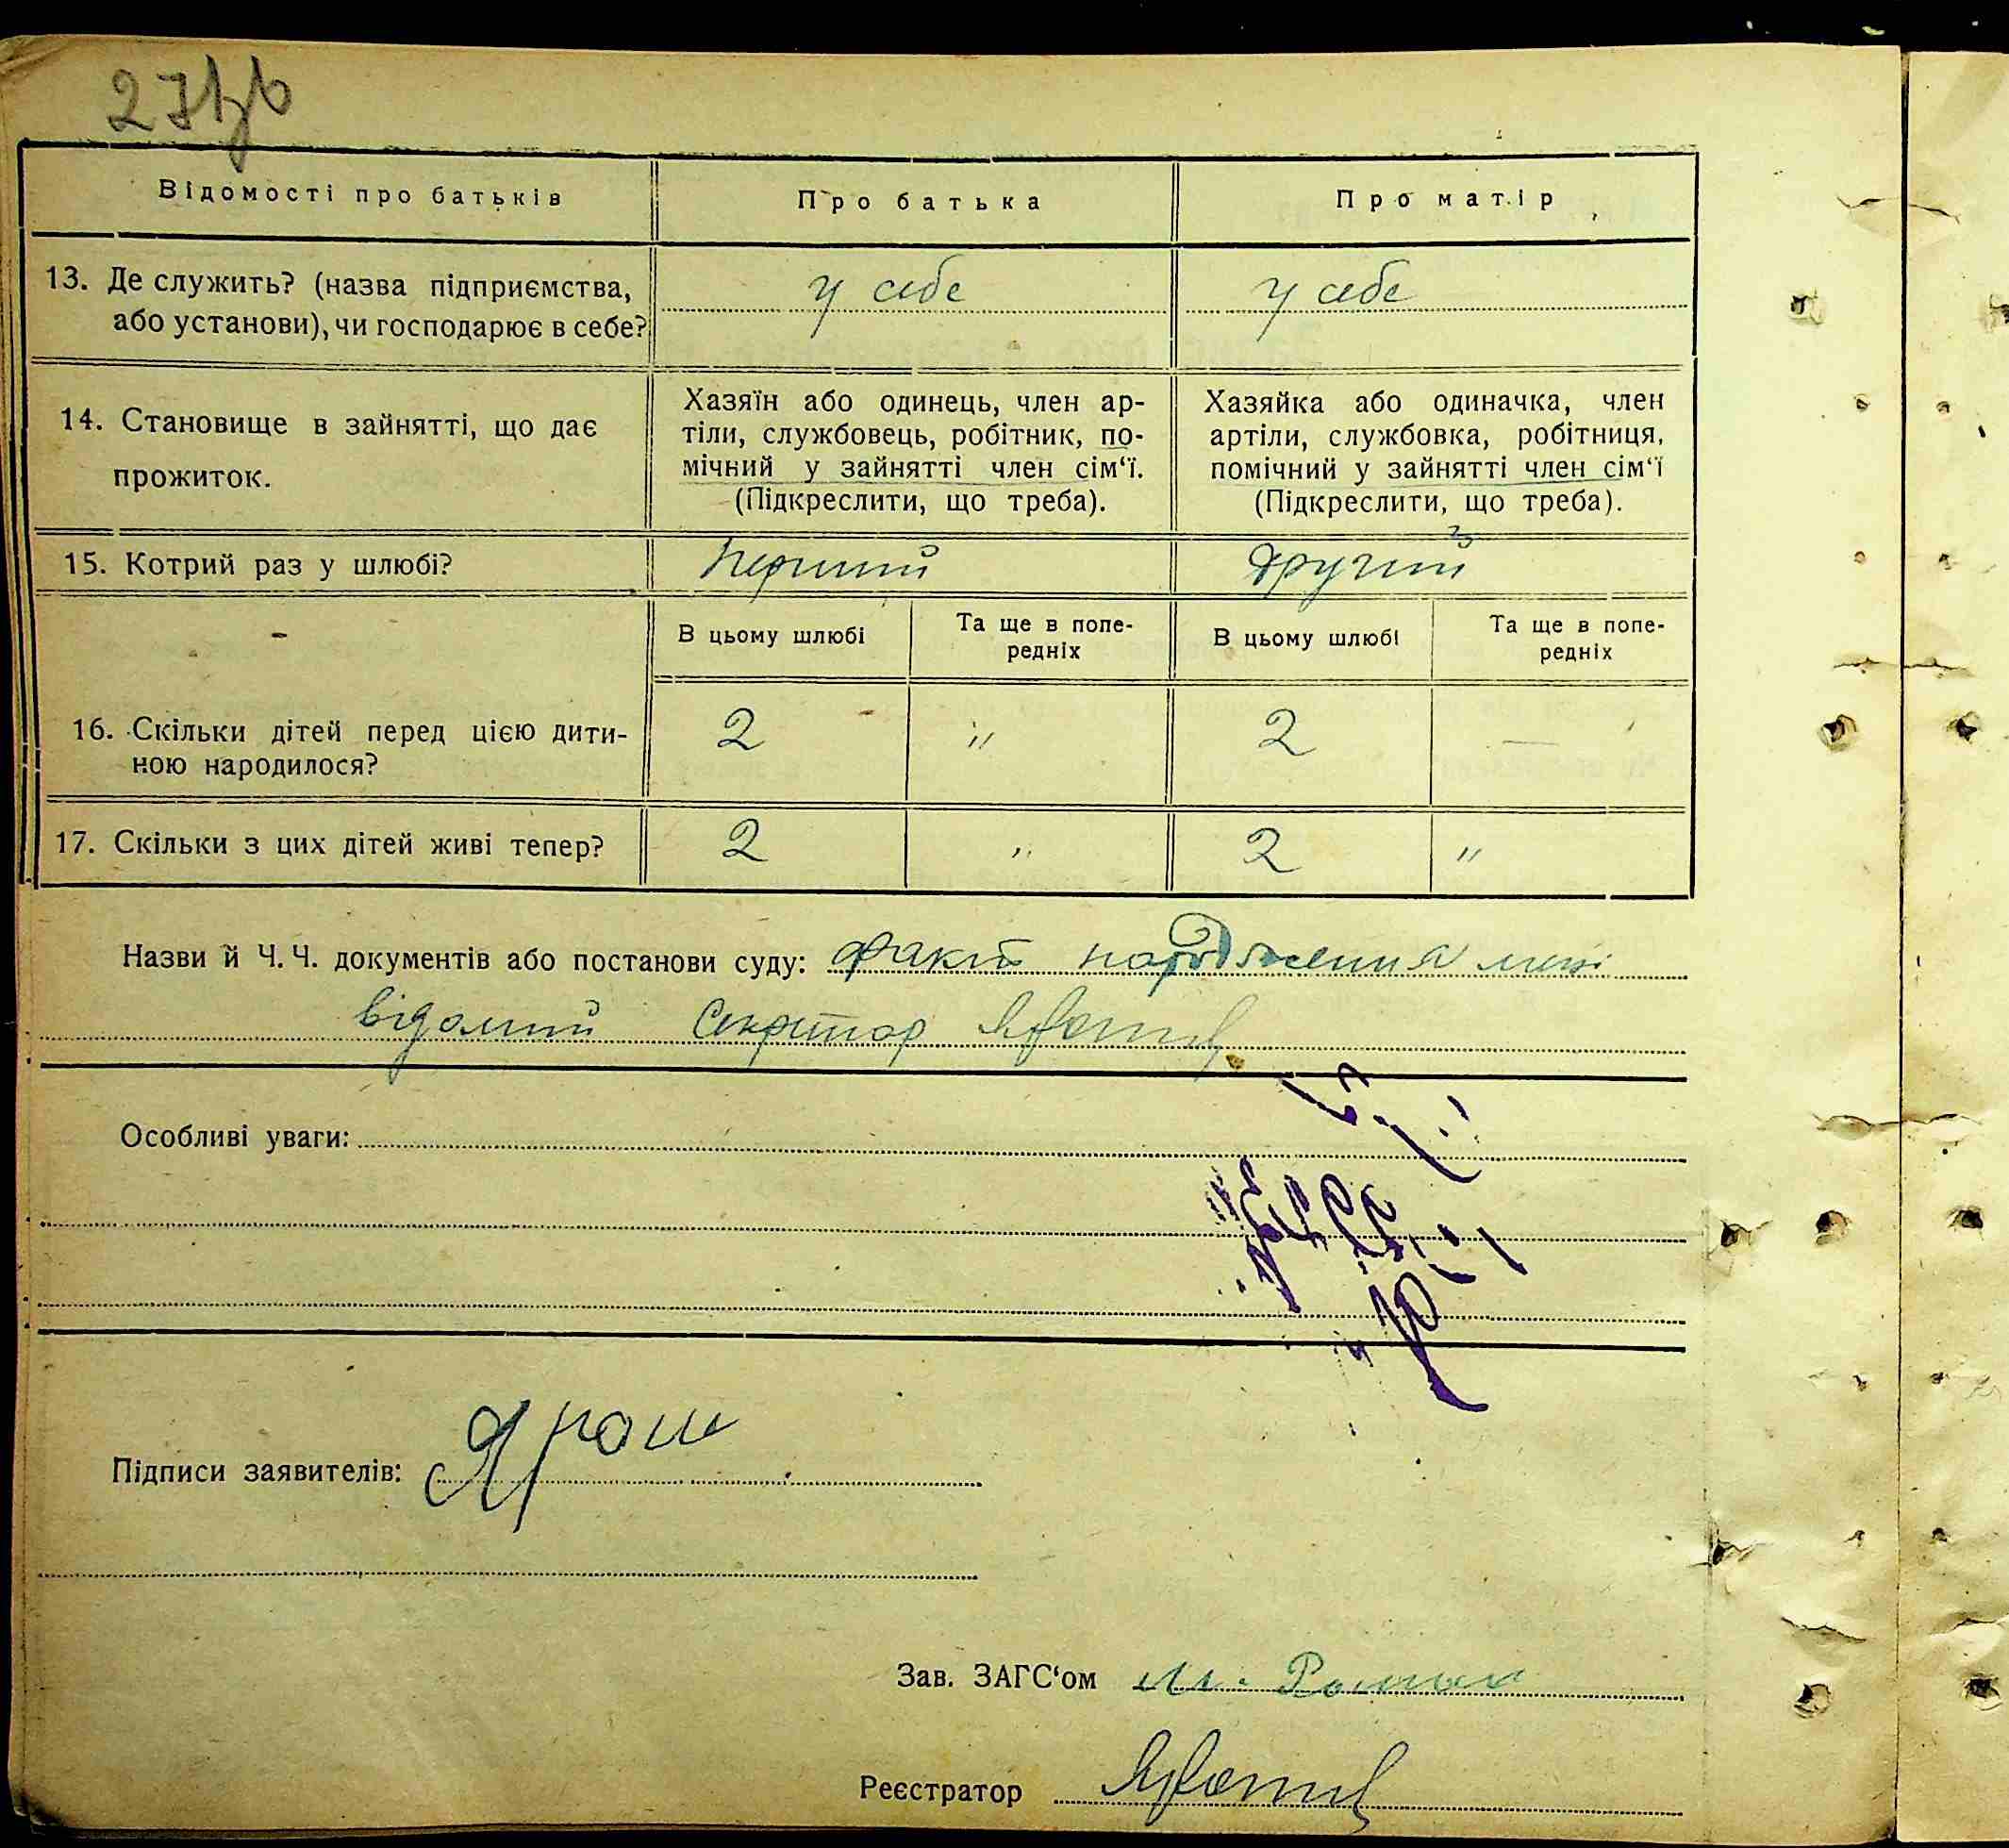 Відомості про батьків
Про батька
Про матір
13. Де служить? (назва підприємства,
або установи), чи господарює в себе?
у себе
у себе
14. Становище в зайнятті, що дає
прожиток.
Хазяїн або одинець, член ар-
тіли, службовець, робітник, по-
мічний у зайнятті член сім‘ї.
(Підкреслити, що треба).
Хазяйка або одиначка, член
артіли, службовка, робітниця,
помічний у зайнятті член сім‘ї
(Підкреслити, що треба).
15. Котрий раз у шлюбі?
перший
другий
В цьому шлюбі
Та ще в попе-
редніх
В цьому шлюбі
Та ще в попе-
редніх
16. Скільки дітей перед цією дити-
ною народилося?
2
"
2
—
17. Скільки з цих дітей живі тепер?
2
"
2
"
Назви й Ч. Ч. документів або постанови суду: факт народження мені
відомий Секретар
Особливі уваги:
Підписи заявителів: Ярош
Зав. ЗАГС‘ом
Реєстратор